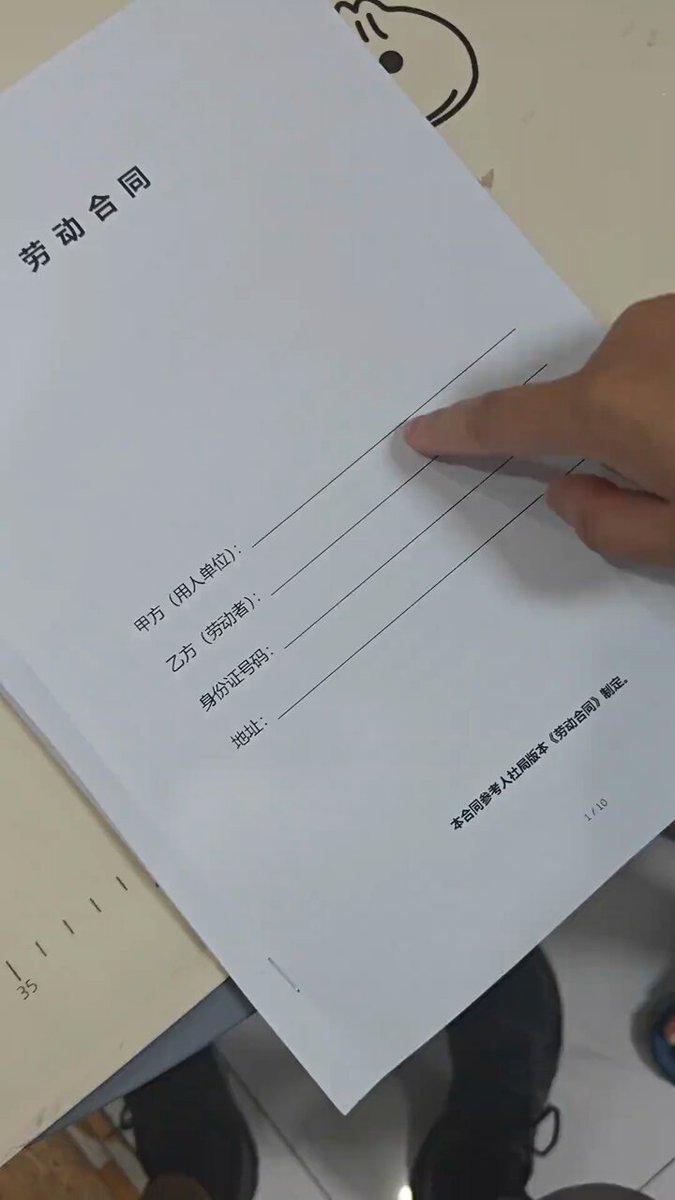 劳动合同
甲方（用人单位）：
乙方（劳动者）：
身份证号码：
地址：
本合同参考人社局版本《劳动合同》制定。
1 / 10
35